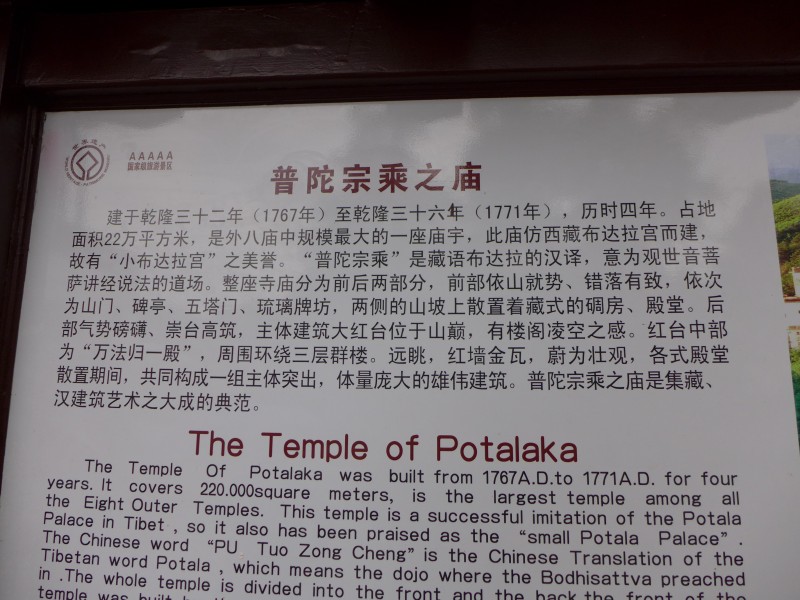 AAAAA
国家级旅游景区
普陀宗乘之庙
建于乾隆三十二年（1767年）至乾隆三十六年（1771年），历时四年。占地
面积22万平方米，是外八庙中规模最大的一座庙宇，此庙仿西藏布达拉宫而建，
故有“小布达拉宫”之美誉。“普陀宗乘”是藏语布达拉的汉译，意为观世音菩
萨讲经说法的道场。整座寺庙分为前后两部分，前部依山就势、错落有致，依次
为山门、碑亭、五塔门、琉璃牌坊，两侧的山坡上散置着藏式的碉房、殿堂。后
部气势磅礴、崇台高筑，主体建筑大红台位于山巅，有楼阁凌空之感。红台中部
为“万法归一殿”，周围环绕三层群楼。远眺，红墙金瓦，蔚为壮观，各式殿堂
散置期间，共同构成一组主体突出，体量庞大的雄伟建筑。普陀宗乘之庙是集藏、
汉建筑艺术之大成的典范。
The Temple of Potalaka
The Temple Of Potalaka was built from 1767A.D.to 1771A.D. for four
years. It covers 220.000square meters, is the largest temple among all
the Eight Outer Temples. This temple is a successful imitation of the Potala
Palace in Tibet , so it also has been praised as the “small Potala Palace” .
The Chinese word “PU Tuo Zong Cheng” is the Chinese Translation of the
Tibetan word Potala , which means the dojo where the Bodhisattva preached
in .The whole temple is divided into the front and the back,the front of the
temple was built by the